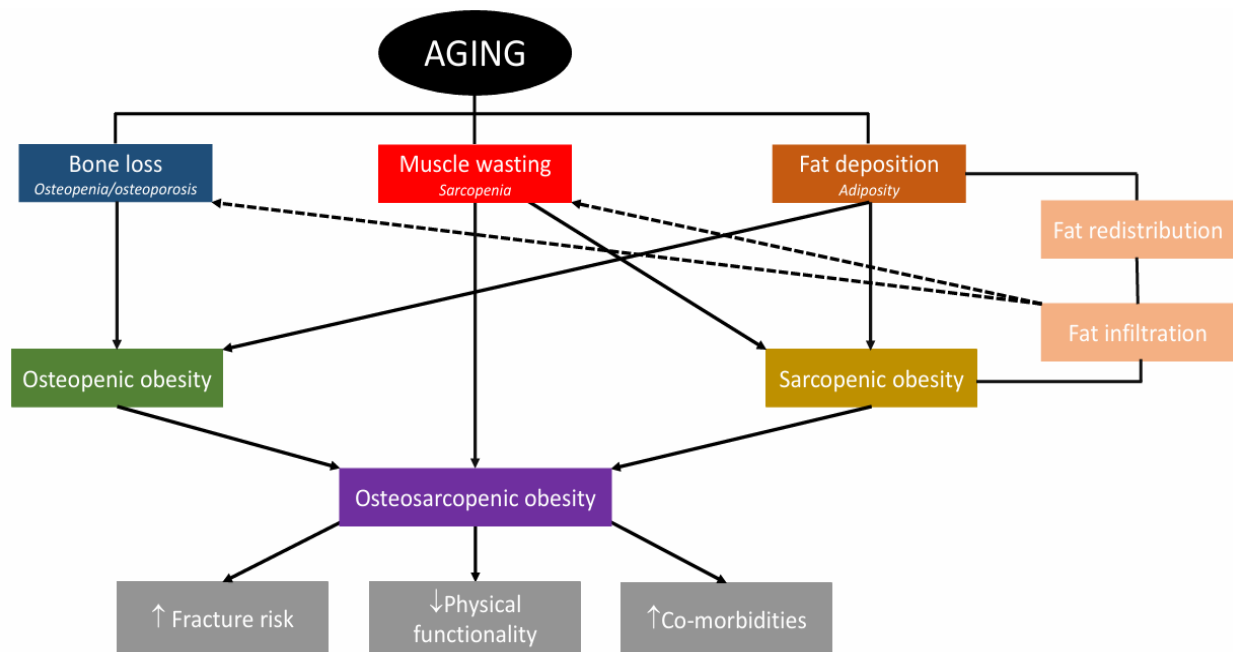 AGING
Bone loss
Osteopenia/osteoporosis
Muscle wasting
Sarcopenia
Fat deposition
Adiposity
Fat redistribution
Fat infiltration
Osteopenic obesity
Sarcopenic obesity
Osteosarcopenic obesity
↑ Fracture risk
↓Physical
functionality
↑Co-morbidities